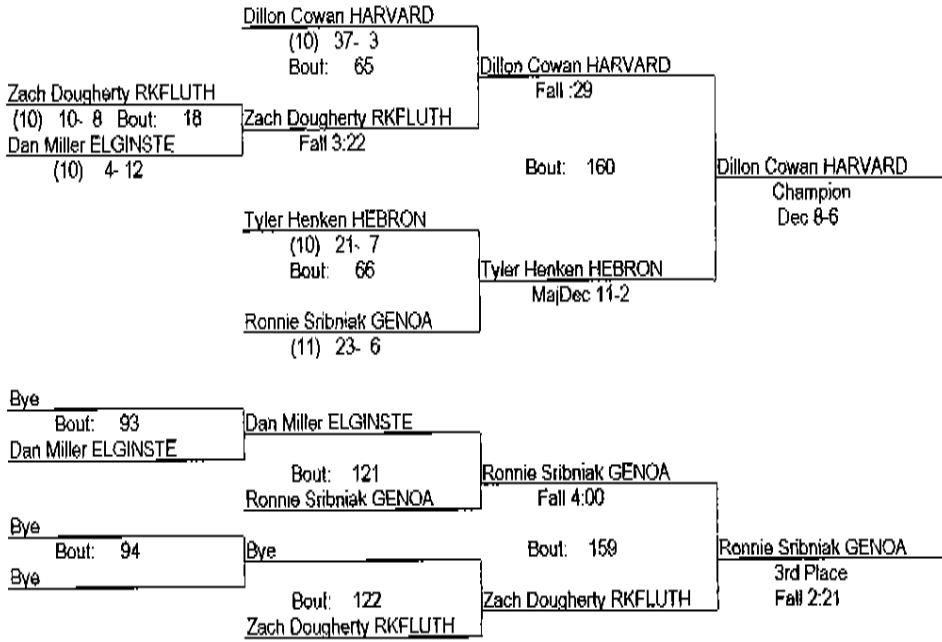 Dillon Cowan HARVARD
(10) 37- 3
Bout: 65
Dillon Cowan HARVARD
Fall :29
Zach Dougherty RKFLUTH
(10) 10- 8 Bout: 18
Zach Dougherty RKFLUTH
Fall 3:22
Dan Miller ELGINSTE
(10) 4- 12
Bout: 160
Dillon Cowan HARVARD
Champion
Dec 8-6
Tyler Henken HEBRON
(10) 21- 7
Bout: 66
Tyler Henken HEBRON
MajDec 11-2
Ronnie Sribniak GENOA
(11) 23- 6
Bye
Bout: 93
Dan Miller ELGINSTE
Dan Miller ELGINSTE
Bout: 121
Ronnie Sribniak GENOA
Fall 4:00
Ronnie Sribniak GENOA
Bye
Bout: 94
Bye
Bye
Bout: 159
Ronnie Sribniak GENOA
3rd Place
Fall 2:21
Bout: 122
Zach Dougherty RKFLUTH
Zach Dougherty RKFLUTH